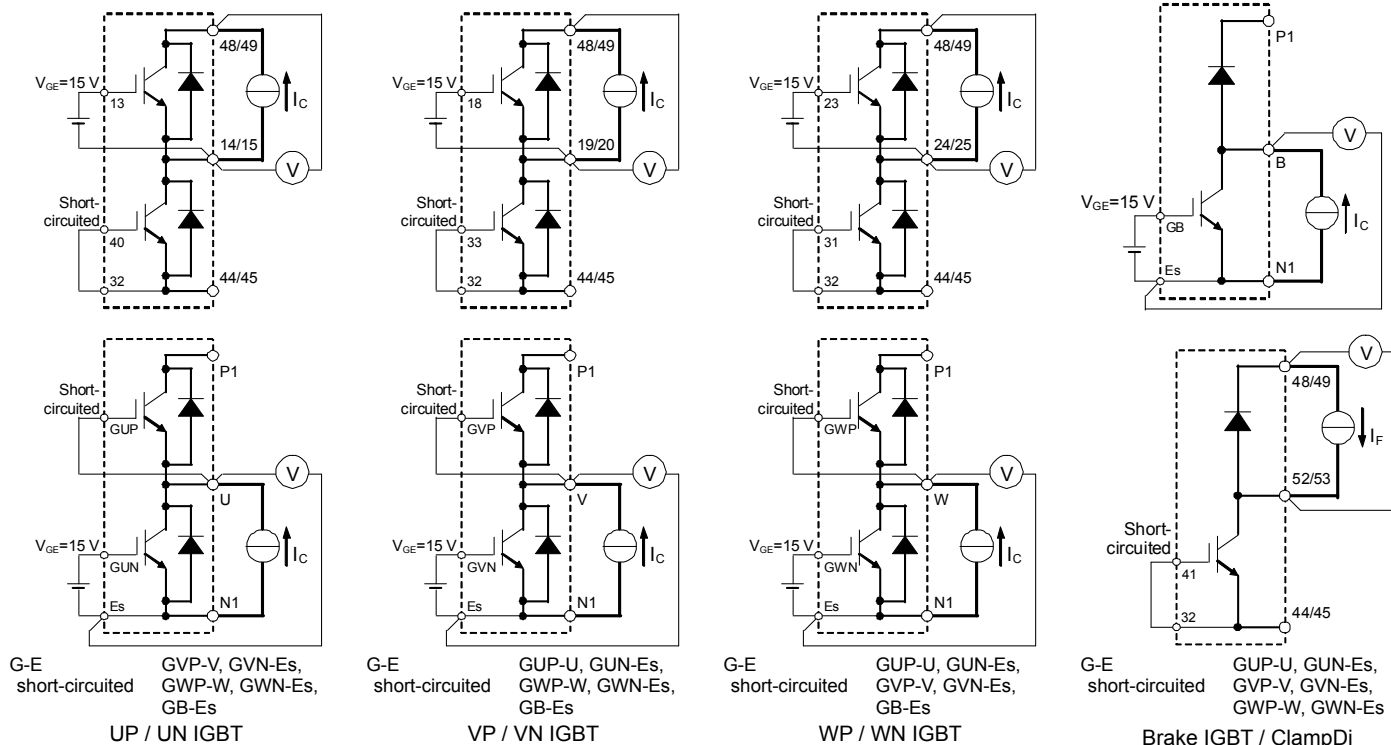 48/49
V_GE=15 V
13
I_C
14/15
V
Short-
circuited
40
32
44/45
48/49
V_GE=15 V
18
I_C
19/20
V
Short-
circuited
33
32
44/45
48/49
V_GE=15 V
23
I_C
24/25
V
Short-
circuited
31
32
44/45
P1
V
B
V_GE=15 V
GB
I_C
Es
N1
P1
Short-
circuited
GUP
V
U
V_GE=15 V
GUN
I_C
Es
N1
P1
Short-
circuited
GVP
V
V
V_GE=15 V
GVN
I_C
Es
N1
P1
Short-
circuited
GWP
V
W
V_GE=15 V
GWN
I_C
Es
N1
V
48/49
I_F
52/53
Short-
circuited
41
32
44/45
G-E
short-circuited
GVP-V, GVN-Es,
GWP-W, GWN-Es,
GB-Es
UP / UN IGBT
G-E
short-circuited
GUP-U, GUN-Es,
GWP-W, GWN-Es,
GB-Es
VP / VN IGBT
G-E
short-circuited
GUP-U, GUN-Es,
GVP-V, GVN-Es,
GB-Es
WP / WN IGBT
G-E
short-circuited
GUP-U, GUN-Es,
GVP-V, GVN-Es,
GWP-W, GWN-Es
Brake IGBT / ClampDi